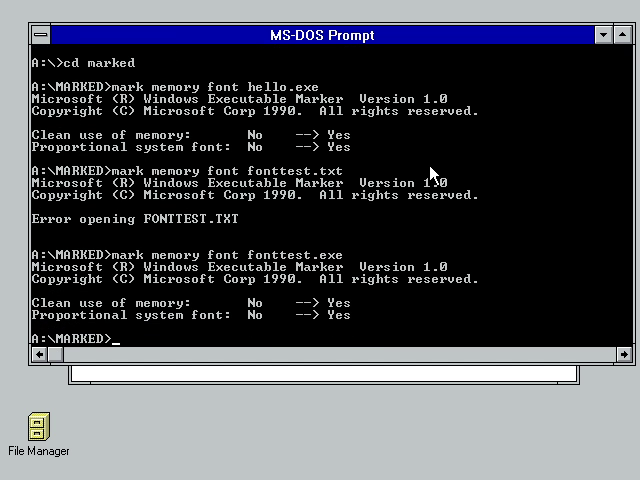 MS-DOS Prompt
A:\>cd marked
A:\MARKED>mark memory font hello.exe
Microsoft (R) Windows Executable Marker  Version 1.0
Copyright (C) Microsoft Corp 1990.  All rights reserved.
Clean use of memory:       No    --> Yes
Proportional system font:  No    --> Yes
A:\MARKED>mark memory font fonttest.txt
Microsoft (R) Windows Executable Marker  Version 1.0
Copyright (C) Microsoft Corp 1990.  All rights reserved.
Error opening FONTTEST.TXT
A:\MARKED>mark memory font fonttest.exe
Microsoft (R) Windows Executable Marker  Version 1.0
Copyright (C) Microsoft Corp 1990.  All rights reserved.
Clean use of memory:       No    --> Yes
Proportional system font:  No    --> Yes
A:\MARKED>_
File Manager